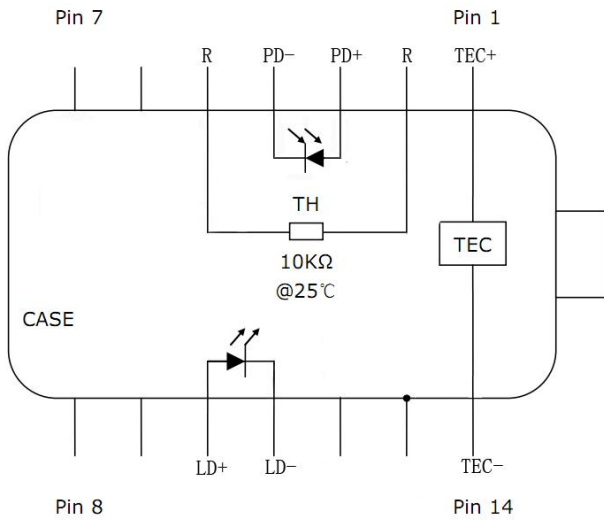 Pin 7 Pin 1
R PD- PD+ R TEC+
TH
TEC
10KΩ
@25℃
CASE
LD+ LD- TEC-
Pin 8 Pin 14